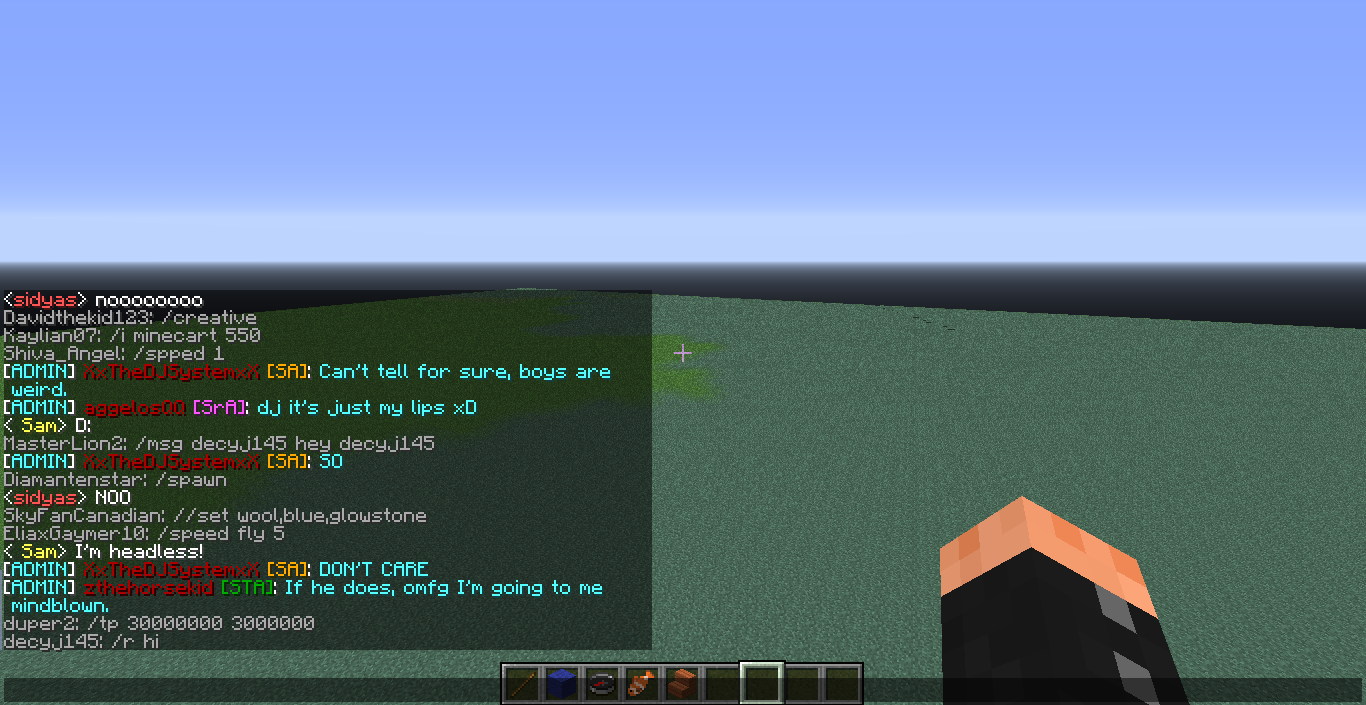 <sidyas> nooooooooo
Davidthekid123: /creative
Kaylian07: /i minecart 550
Shiva_Angel: /spped 1
[ADMIN] XxTheDJSystemxX [SA]: Can't tell for sure, boys are
weird.
[ADMIN] aggelosQQ [SrA]: dj it's just my lips xD
< Sam> D:
MasterLion2: /msg decyj145 hey decyj145
[ADMIN] XxTheDJSystemxX [SA]: SO
Diamantenstar: /spawn
<sidyas> NOO
SkyFanCanadian: //set wool,blue,glowstone
EliaxGaymer10: /speed fly 5
< Sam> I'm headless!
[ADMIN] XxTheDJSystemxX [SA]: DON'T CARE
[ADMIN] zthehorsekid [STA]: If he does, omfg I'm going to me
mindblown.
duper2: /tp 30000000 3000000
decyj145: /r hi